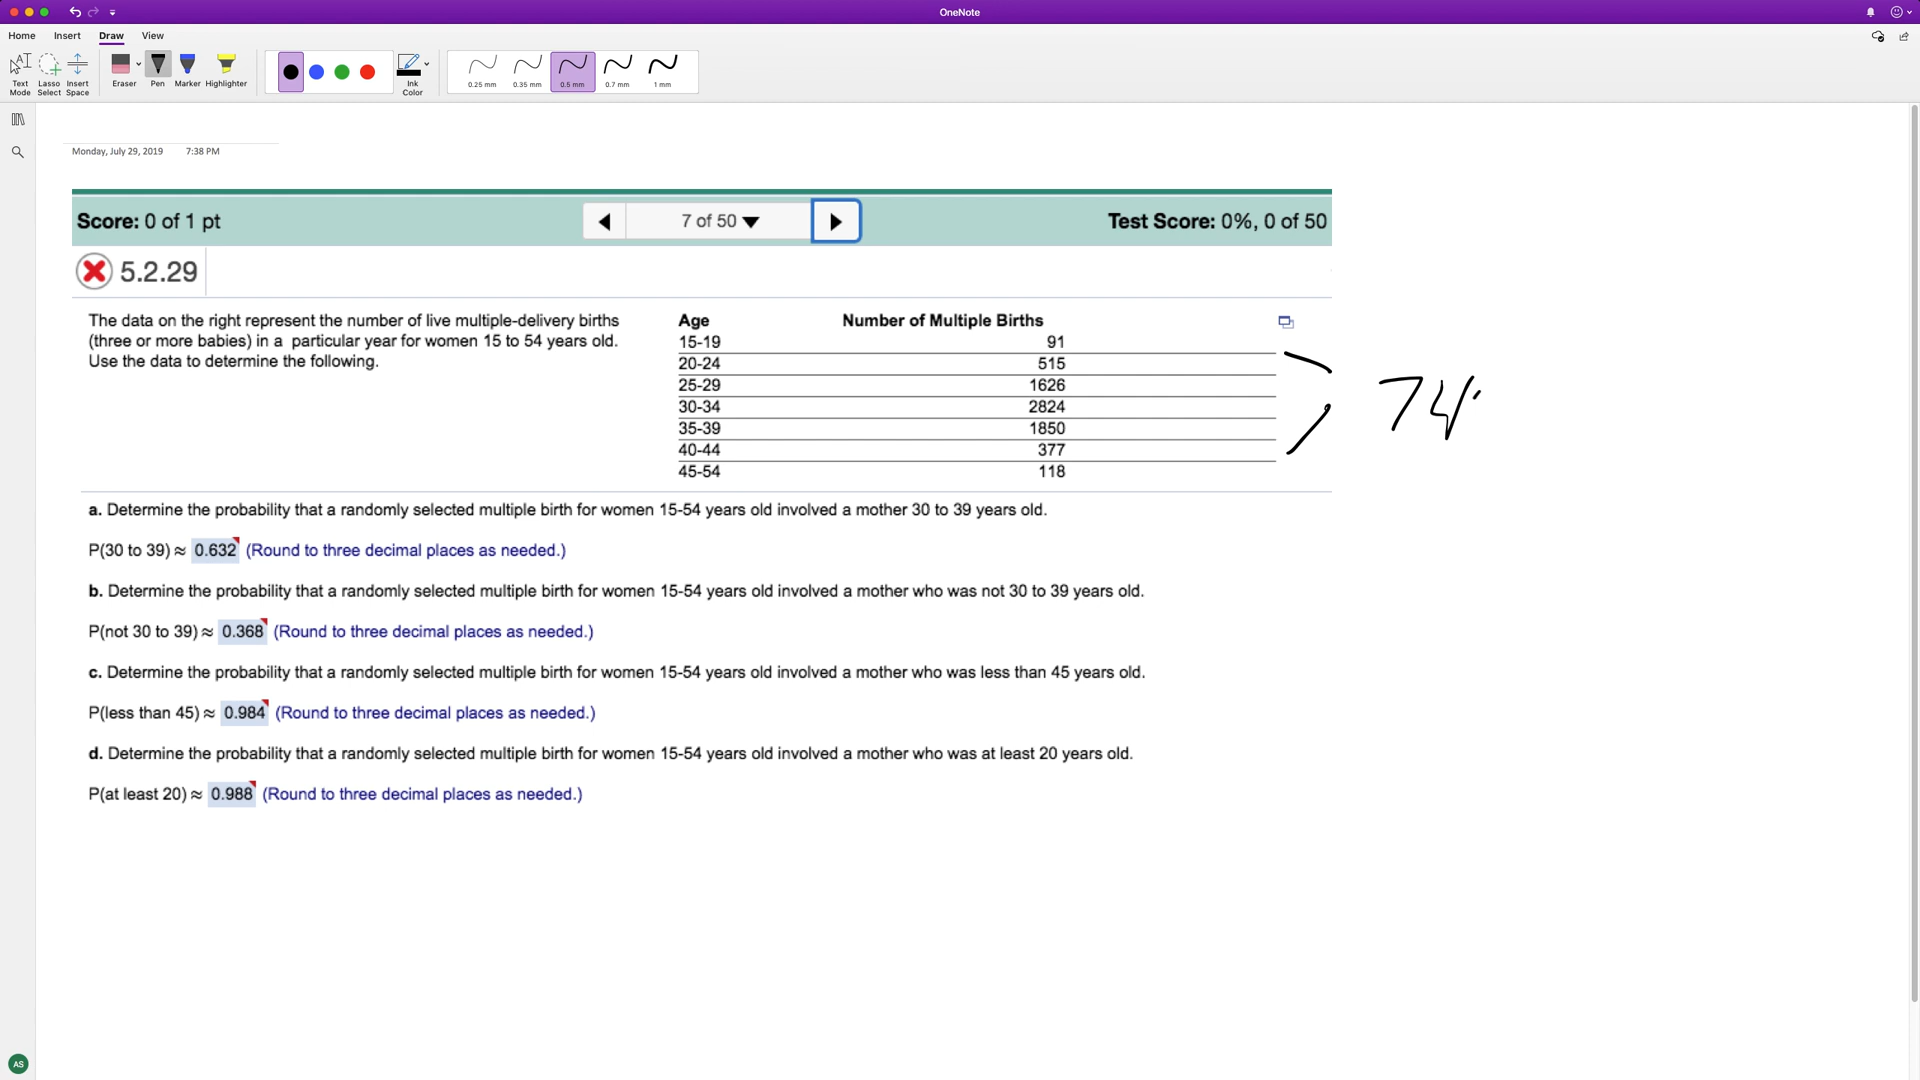 OneNote
Home Insert Draw View
Text Mode Lasso Select Insert Space Eraser Pen Marker Highlighter Ink Color 0.25 mm 0.35 mm 0.5 mm 0.7 mm 1 mm
Monday, July 29, 2019 7:38 PM
Score: 0 of 1 pt 7 of 50 Test Score: 0%, 0 of 50
5.2.29
The data on the right represent the number of live multiple-delivery births
(three or more babies) in a particular year for women 15 to 54 years old.
Use the data to determine the following.
Age Number of Multiple Births
15-19 91
20-24 515
25-29 1626
30-34 2824
35-39 1850
40-44 377
45-54 118
74
a. Determine the probability that a randomly selected multiple birth for women 15-54 years old involved a mother 30 to 39 years old.
P(30 to 39) ≈ 0.632 (Round to three decimal places as needed.)
b. Determine the probability that a randomly selected multiple birth for women 15-54 years old involved a mother who was not 30 to 39 years old.
P(not 30 to 39) ≈ 0.368 (Round to three decimal places as needed.)
c. Determine the probability that a randomly selected multiple birth for women 15-54 years old involved a mother who was less than 45 years old.
P(less than 45) ≈ 0.984 (Round to three decimal places as needed.)
d. Determine the probability that a randomly selected multiple birth for women 15-54 years old involved a mother who was at least 20 years old.
P(at least 20) ≈ 0.988 (Round to three decimal places as needed.)
AS